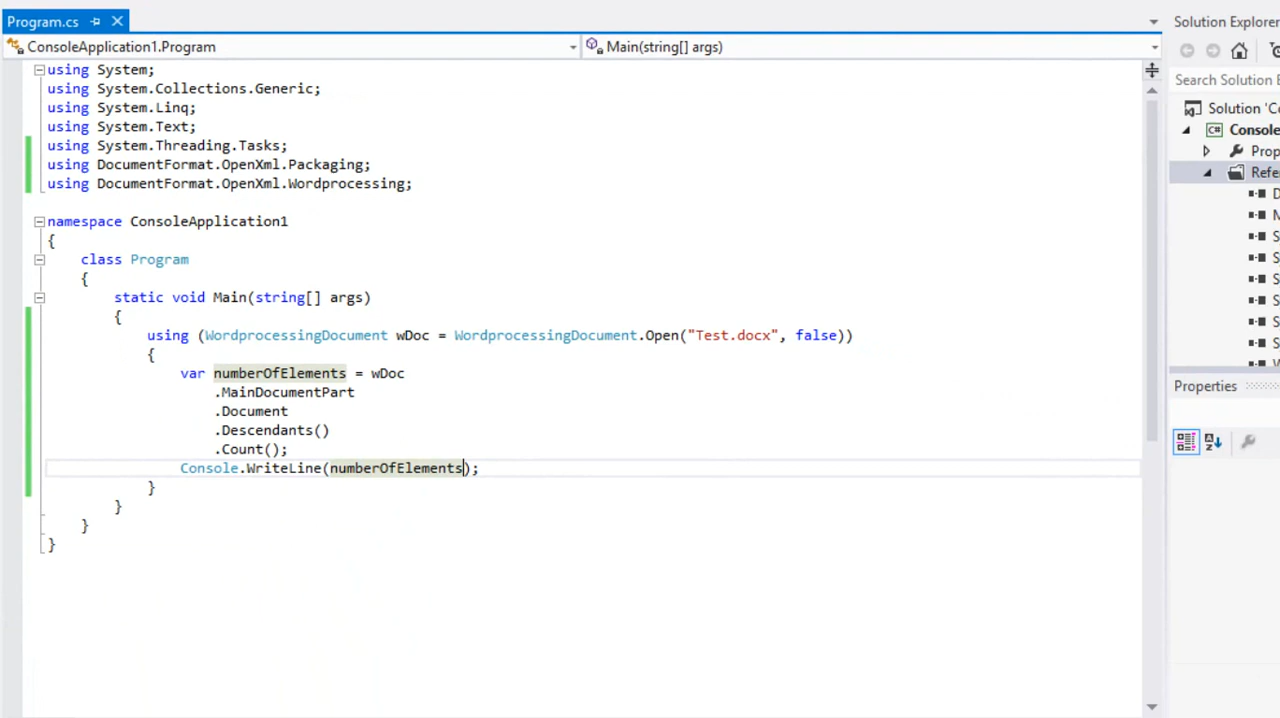 Program.cs
ConsoleApplication1.Program
Main(string[] args)
using System;
using System.Collections.Generic;
using System.Linq;
using System.Text;
using System.Threading.Tasks;
using DocumentFormat.OpenXml.Packaging;
using DocumentFormat.OpenXml.Wordprocessing;
namespace ConsoleApplication1
{
class Program
{
static void Main(string[] args)
{
using (WordprocessingDocument wDoc = WordprocessingDocument.Open("Test.docx", false))
{
var numberOfElements = wDoc
.MainDocumentPart
.Document
.Descendants()
.Count();
Console.WriteLine(numberOfElements);
}
}
}
}
Solution Explorer
Search Solution E
Solution 'Co
C# Console
Prop
Refe
D
M
S
S
S
S
S
S
Properties